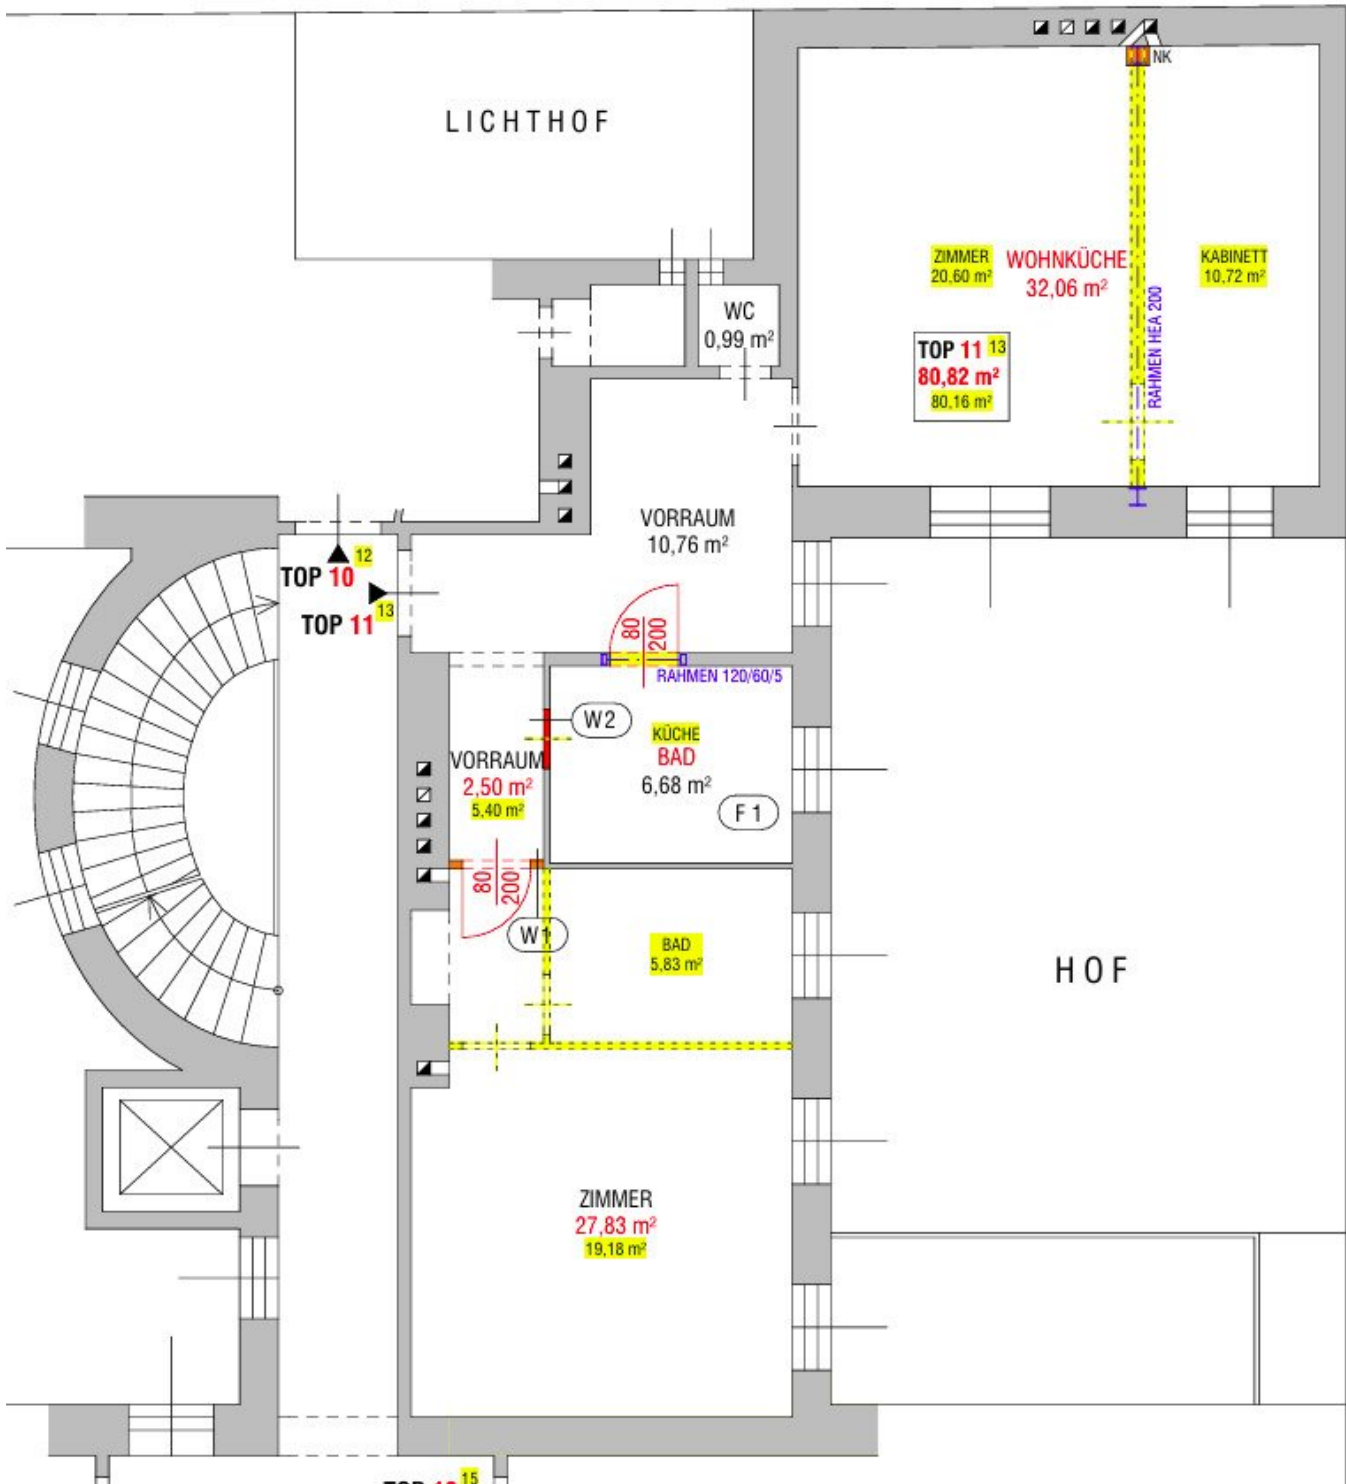 NK
LICHTHOF
ZIMMER
20,60 m²
WOHNKÜCHE
32,06 m²
KABINETT
10,72 m²
RAHMEN HEA 200
WC
0,99 m²
TOP 11 13
80,82 m²
80,16 m²
VORRAUM
10,76 m²
12
TOP 10
13
TOP 11
80
200
RAHMEN 120/60/5
W2
KÜCHE
BAD
6,68 m²
VORRAUM
2,50 m²
5,40 m²
F 1
80
200
W1
BAD
5,83 m²
HOF
ZIMMER
27,83 m²
19,18 m²
15